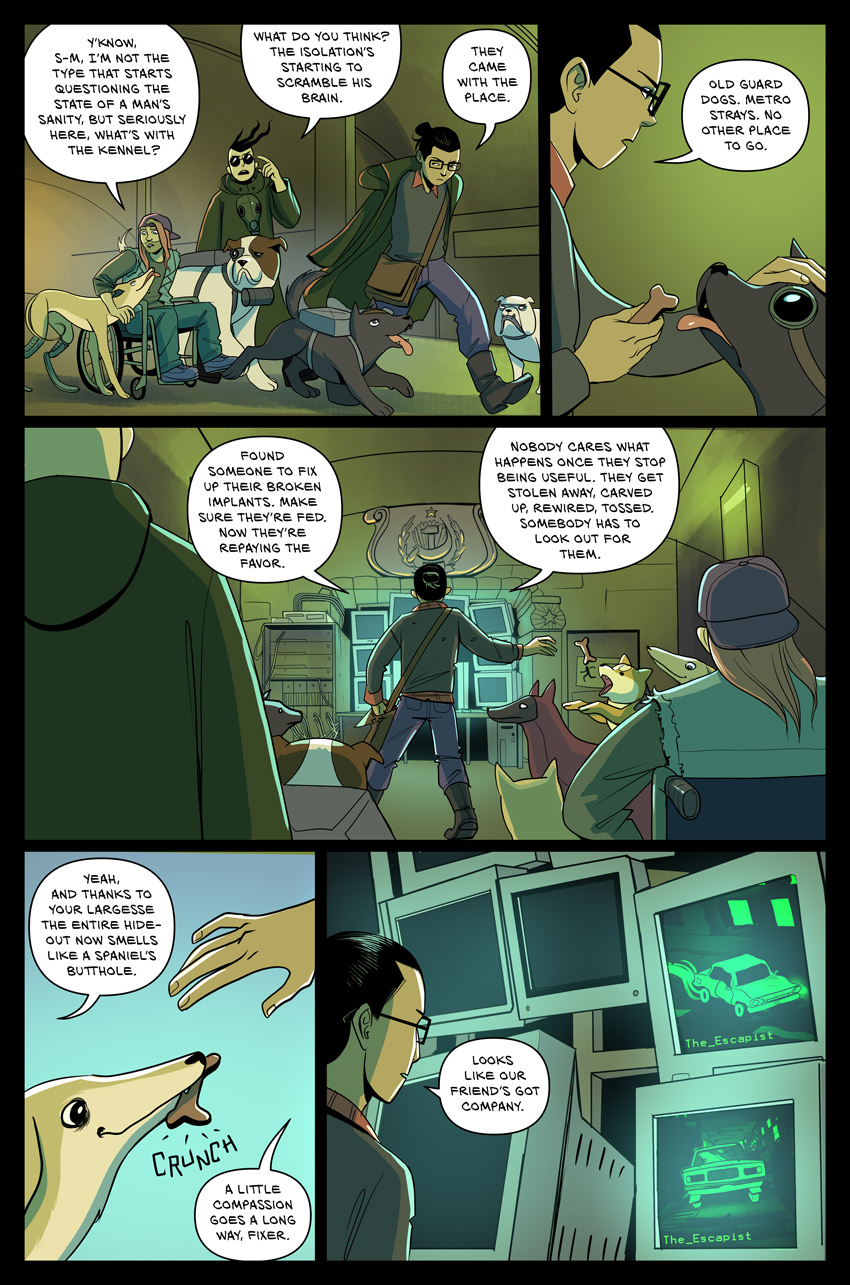 Y'KNOW,
S-M, I'M NOT THE
TYPE THAT STARTS
QUESTIONING THE
STATE OF A MAN'S
SANITY, BUT SERIOUSLY
HERE, WHAT'S WITH
THE KENNEL?
WHAT DO YOU THINK?
THE ISOLATION'S
STARTING TO
SCRAMBLE HIS
BRAIN.
THEY
CAME
WITH THE
PLACE.
OLD GUARD
DOGS. METRO
STRAYS. NO
OTHER PLACE
TO GO.
FOUND
SOMEONE TO FIX
UP THEIR BROKEN
IMPLANTS. MAKE
SURE THEY'RE FED.
NOW THEY'RE
REPAYING THE
FAVOR.
NOBODY CARES WHAT
HAPPENS ONCE THEY STOP
BEING USEFUL. THEY GET
STOLEN AWAY, CARVED
UP, REWIRED, TOSSED.
SOMEBODY HAS TO
LOOK OUT FOR
THEM.
YEAH,
AND THANKS TO
YOUR LARGESSE
THE ENTIRE HIDE-
OUT NOW SMELLS
LIKE A SPANIEL'S
BUTTHOLE.
CRUNCH
A LITTLE
COMPASSION
GOES A LONG
WAY, FIXER.
LOOKS
LIKE OUR
FRIEND'S GOT
COMPANY.
The_Escapist
The_Escapist